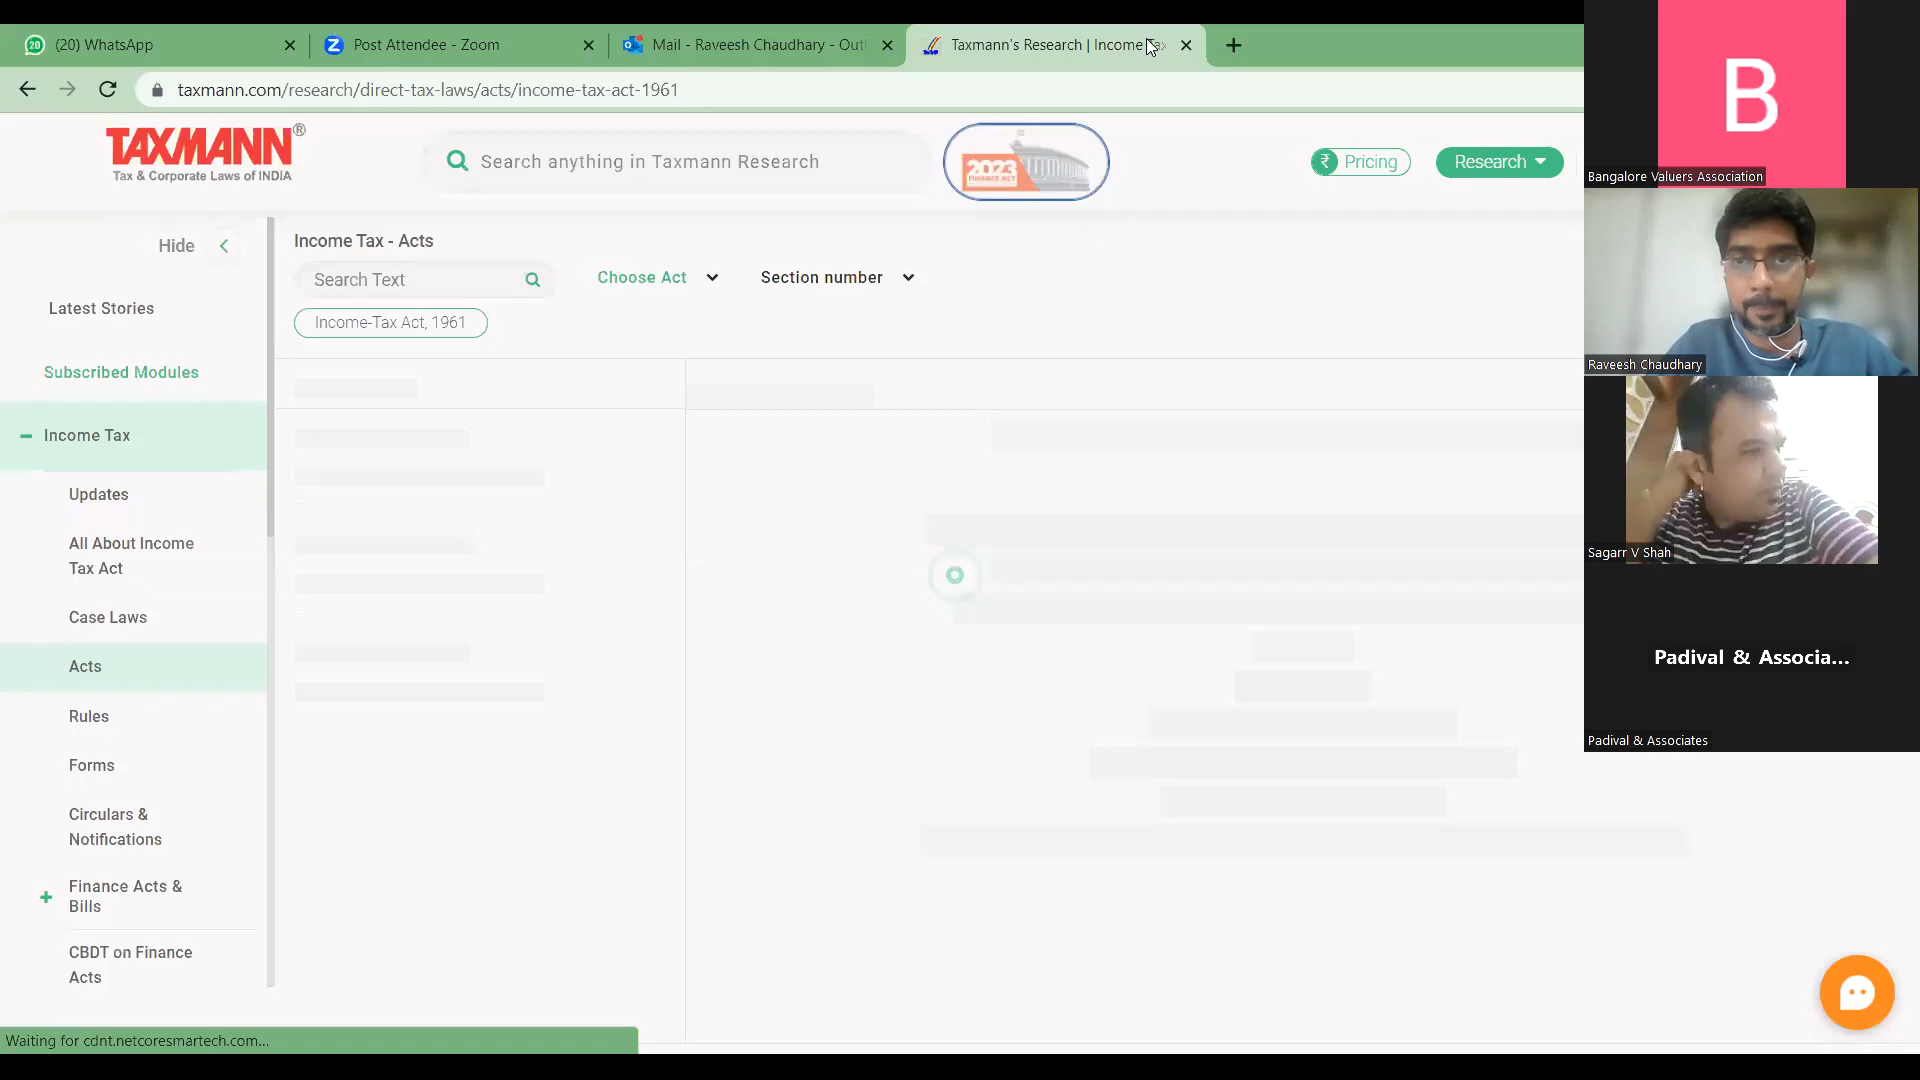 (20) WhatsApp
Post Attendee - Zoom
Mail - Raveesh Chaudhary - Outl
Taxmann's Research | Income Tax
taxmann.com/research/direct-tax-laws/acts/income-tax-act-1961
TAXMANN®
Tax & Corporate Laws of INDIA
Search anything in Taxmann Research
2023
FINANCE ACT
₹ Pricing
Research
Hide
Latest Stories
Subscribed Modules
Income Tax
Updates
All About Income
Tax Act
Case Laws
Acts
Rules
Forms
Circulars &
Notifications
Finance Acts &
Bills
CBDT on Finance
Acts
Income Tax - Acts
Search Text
Choose Act
Section number
Income-Tax Act, 1961
Waiting for cdnt.netcoresmartech.com...
B
Bangalore Valuers Association
Raveesh Chaudhary
Sagarr V Shah
Padival & Associa...
Padival & Associates